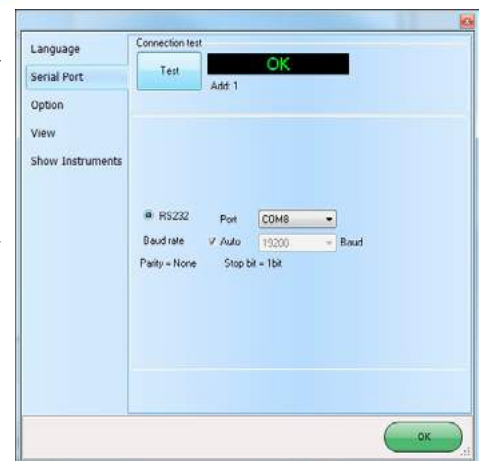 Language
Serial Port
Option
View
Show Instruments
Connection test
Test
OK
Add: 1
RS232 Port COM8
Baud rate Auto 19200 Baud
Parity = None Stop bit = 1bit
OK